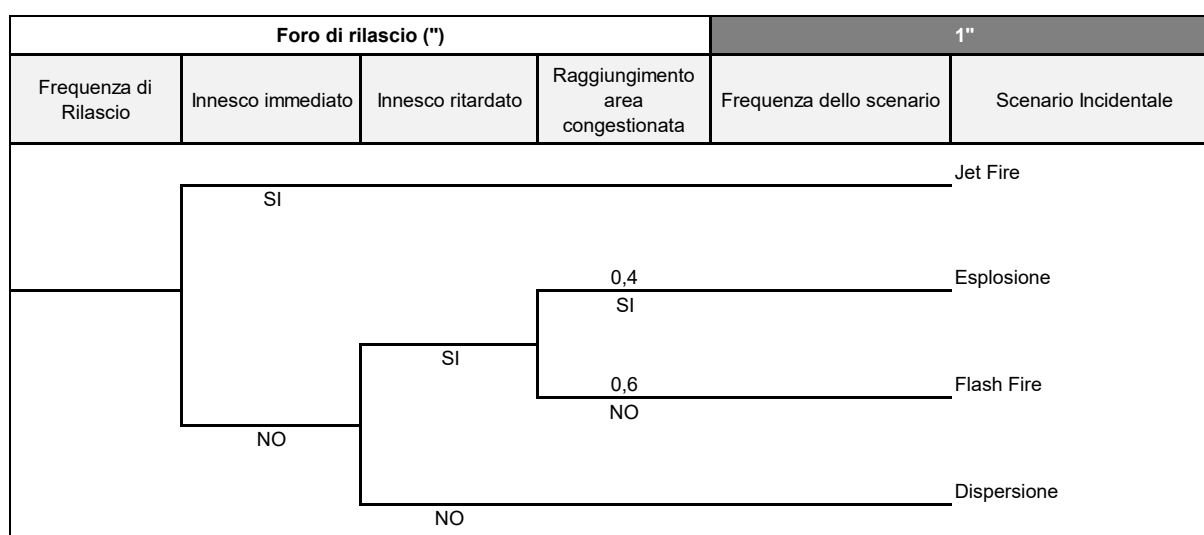 Foro di rilascio (")
1"
Frequenza di
Rilascio
Innesco immediato
Innesco ritardato
Raggiungimento
area
congestionata
Frequenza dello scenario
Scenario Incidentale
Jet Fire
SI
0,4
Esplosione
SI
SI
0,6
Flash Fire
NO
NO
Dispersione
NO